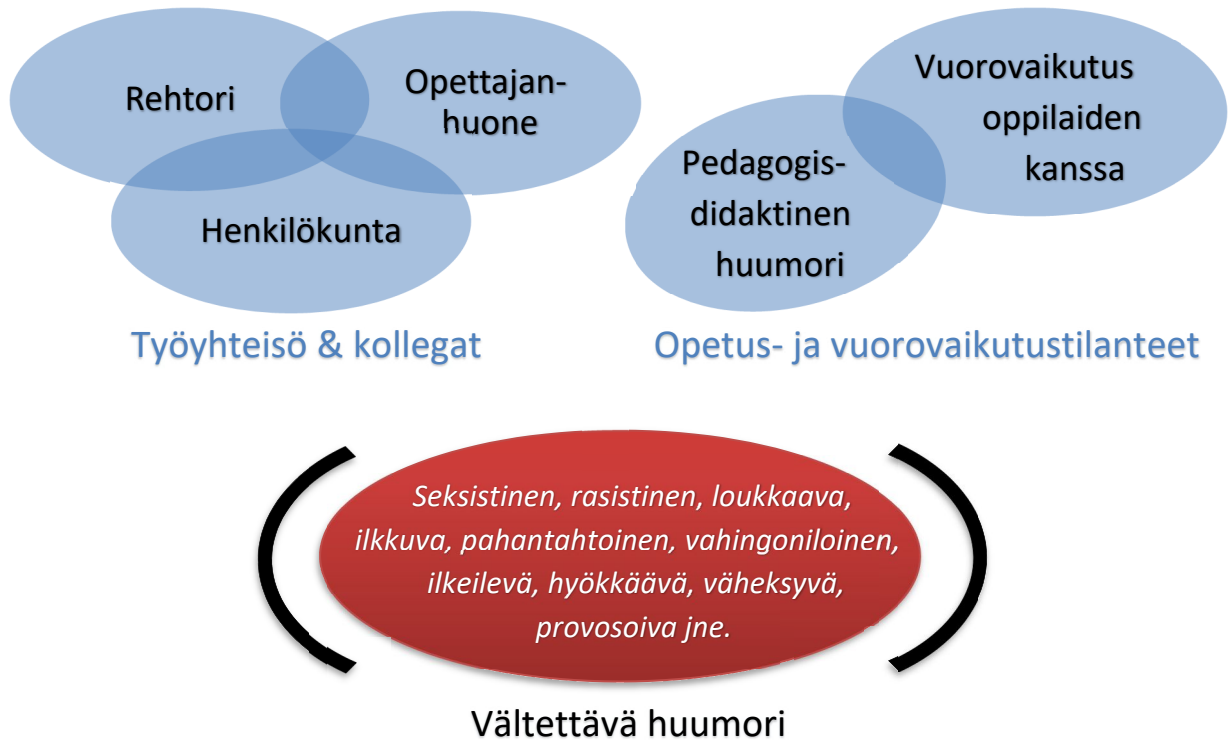 Rehtori
Opettajan-
huone
Henkilökunta
Työyhteisö & kollegat
Vuorovaikutus
oppilaiden
kanssa
Pedagogis-
didaktinen
huumori
Opetus- ja vuorovaikutustilanteet
Seksistinen, rasistinen, loukkaava,
ilkkuva, pahantahtoinen, vahingoniloinen,
ilkeilevä, hyökkäävä, väheksyvä,
provosoiva jne.
Vältettävä huumori